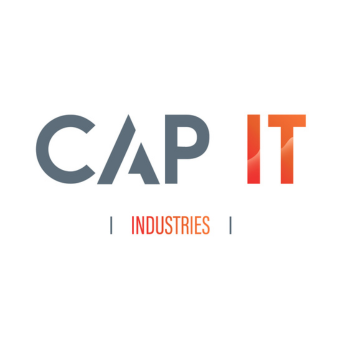 CAP IT
| INDUSTRIES |